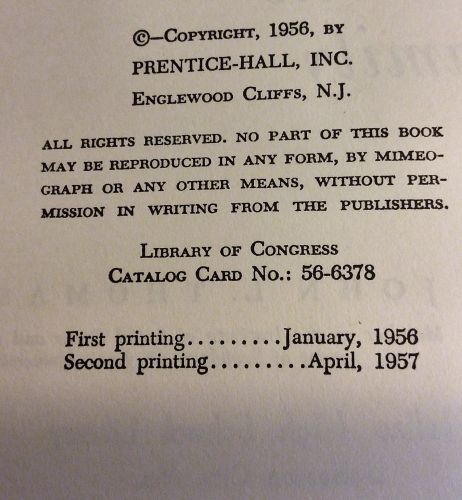 ©—Copyright, 1956, by
PRENTICE-HALL, INC.
Englewood Cliffs, N.J.
ALL RIGHTS RESERVED. NO PART OF THIS BOOK
MAY BE REPRODUCED IN ANY FORM, BY MIMEO-
GRAPH OR ANY OTHER MEANS, WITHOUT PER-
MISSION IN WRITING FROM THE PUBLISHERS.
Library of Congress
Catalog Card No.: 56-6378
First printing.........January, 1956
Second printing.........April, 1957